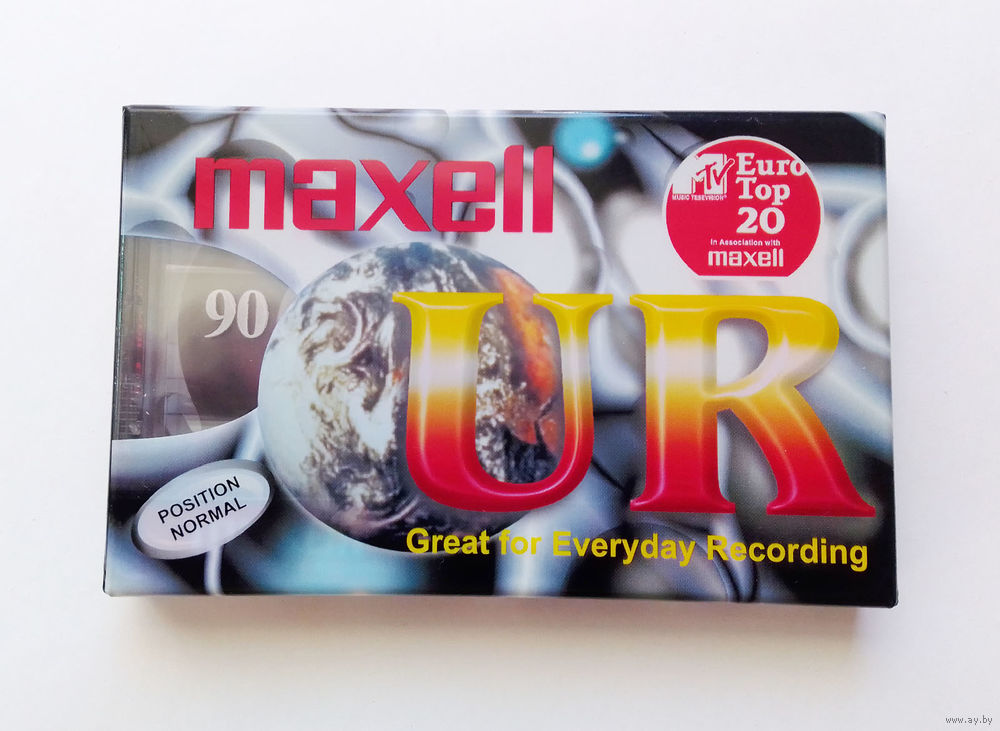 maxell
MTV
MUSIC TELEVISION
Euro
Top
20
In Association with
maxell
90
UR
POSITION
NORMAL
Great for Everyday Recording
www.ay.by